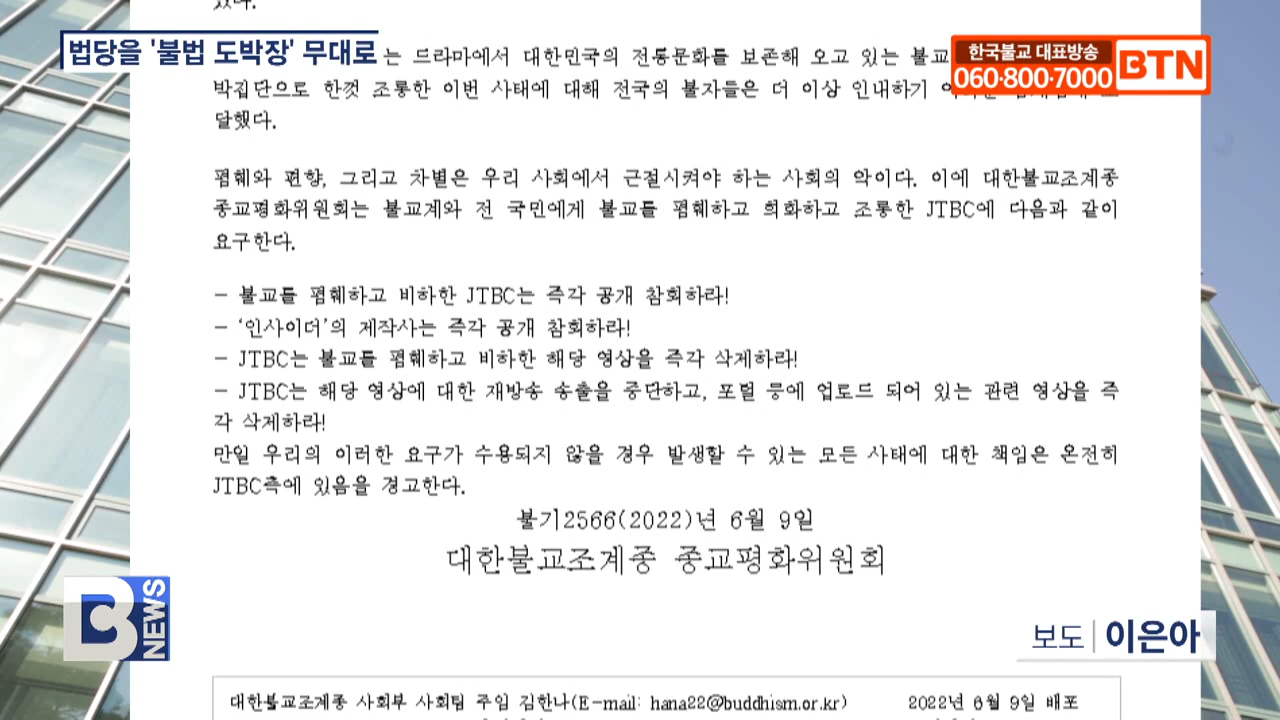 있다.
법당을 '불법 도박장' 무대로
는 드라마에서 대한민국의 전통문화를 보존해 오고 있는 불교
한국불교 대표방송
060·800·7000
BTN
박집단으로 한껏 조롱한 이번 사태에 대해 전국의 불자들은 더 이상 인내하기
달했다.
폄훼와 편향, 그리고 차별은 우리 사회에서 근절시켜야 하는 사회의 악이다. 이에 대한불교조계종
종교평화위원회는 불교계와 전 국민에게 불교를 폄훼하고 희화하고 조롱한 JTBC에 다음과 같이
요구한다.
- 불교를 폄훼하고 비하한 JTBC는 즉각 공개 참회하라!
- '인사이더'의 제작사는 즉각 공개 참회하라!
- JTBC는 불교를 폄훼하고 비하한 해당 영상을 즉각 삭제하라!
- JTBC는 해당 영상에 대한 재방송 송출을 중단하고, 포털 등에 업로드 되어 있는 관련 영상을 즉
각 삭제하라!
만일 우리의 이러한 요구가 수용되지 않을 경우 발생할 수 있는 모든 사태에 대한 책임은 온전히
JTBC측에 있음을 경고한다.
불기2566(2022)년 6월 9일
대한불교조계종 종교평화위원회
B NEWS
보도 이은아
대한불교조계종 사회부 사회팀 주임 김한나(E-mail: hana22@buddhism.or.kr) 2022년 6월 9일 배포